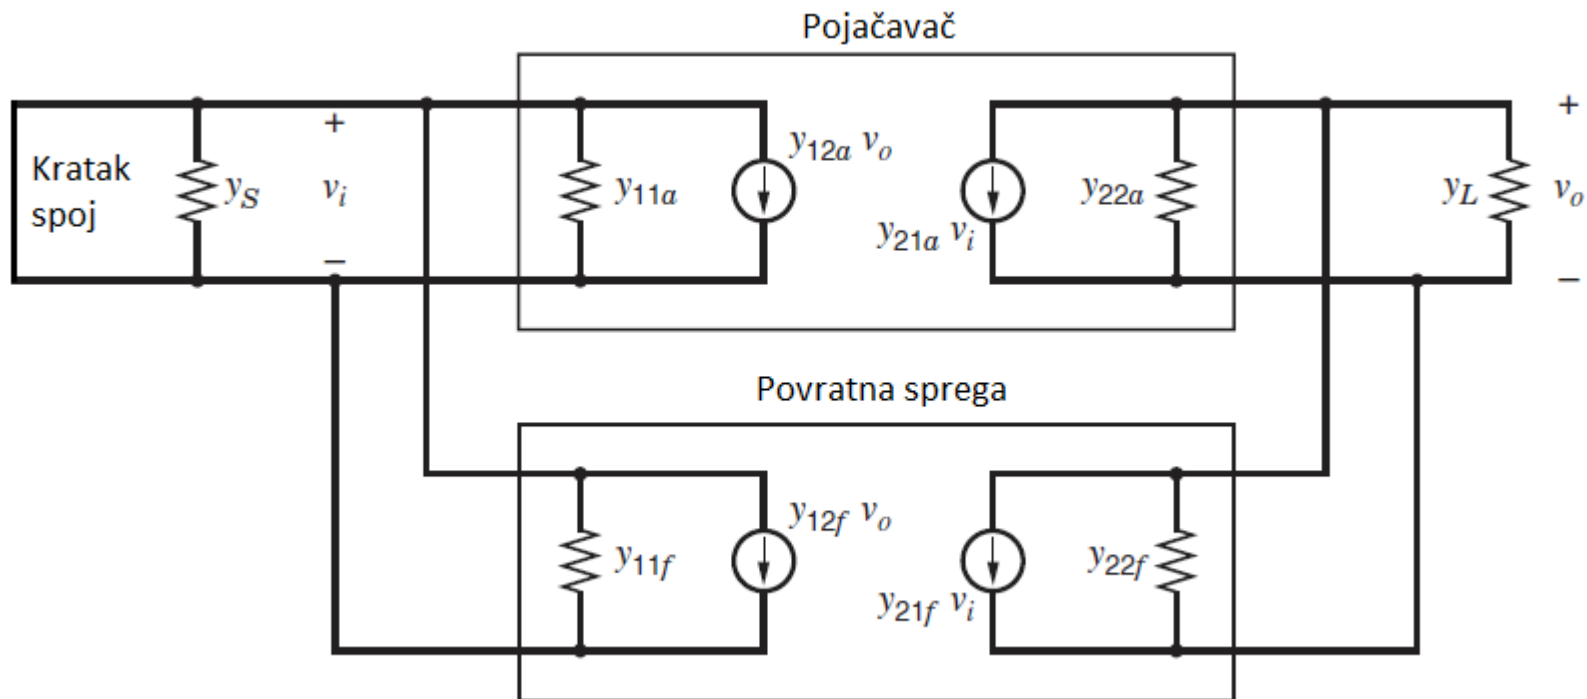 Pojačavač
Kratak
spoj
y_S
+
v_i
−
y_11a
y_12a v_o
y_21a v_i
y_22a
y_L
+
v_o
−
Povratna sprega
y_11f
y_12f v_o
y_21f v_i
y_22f